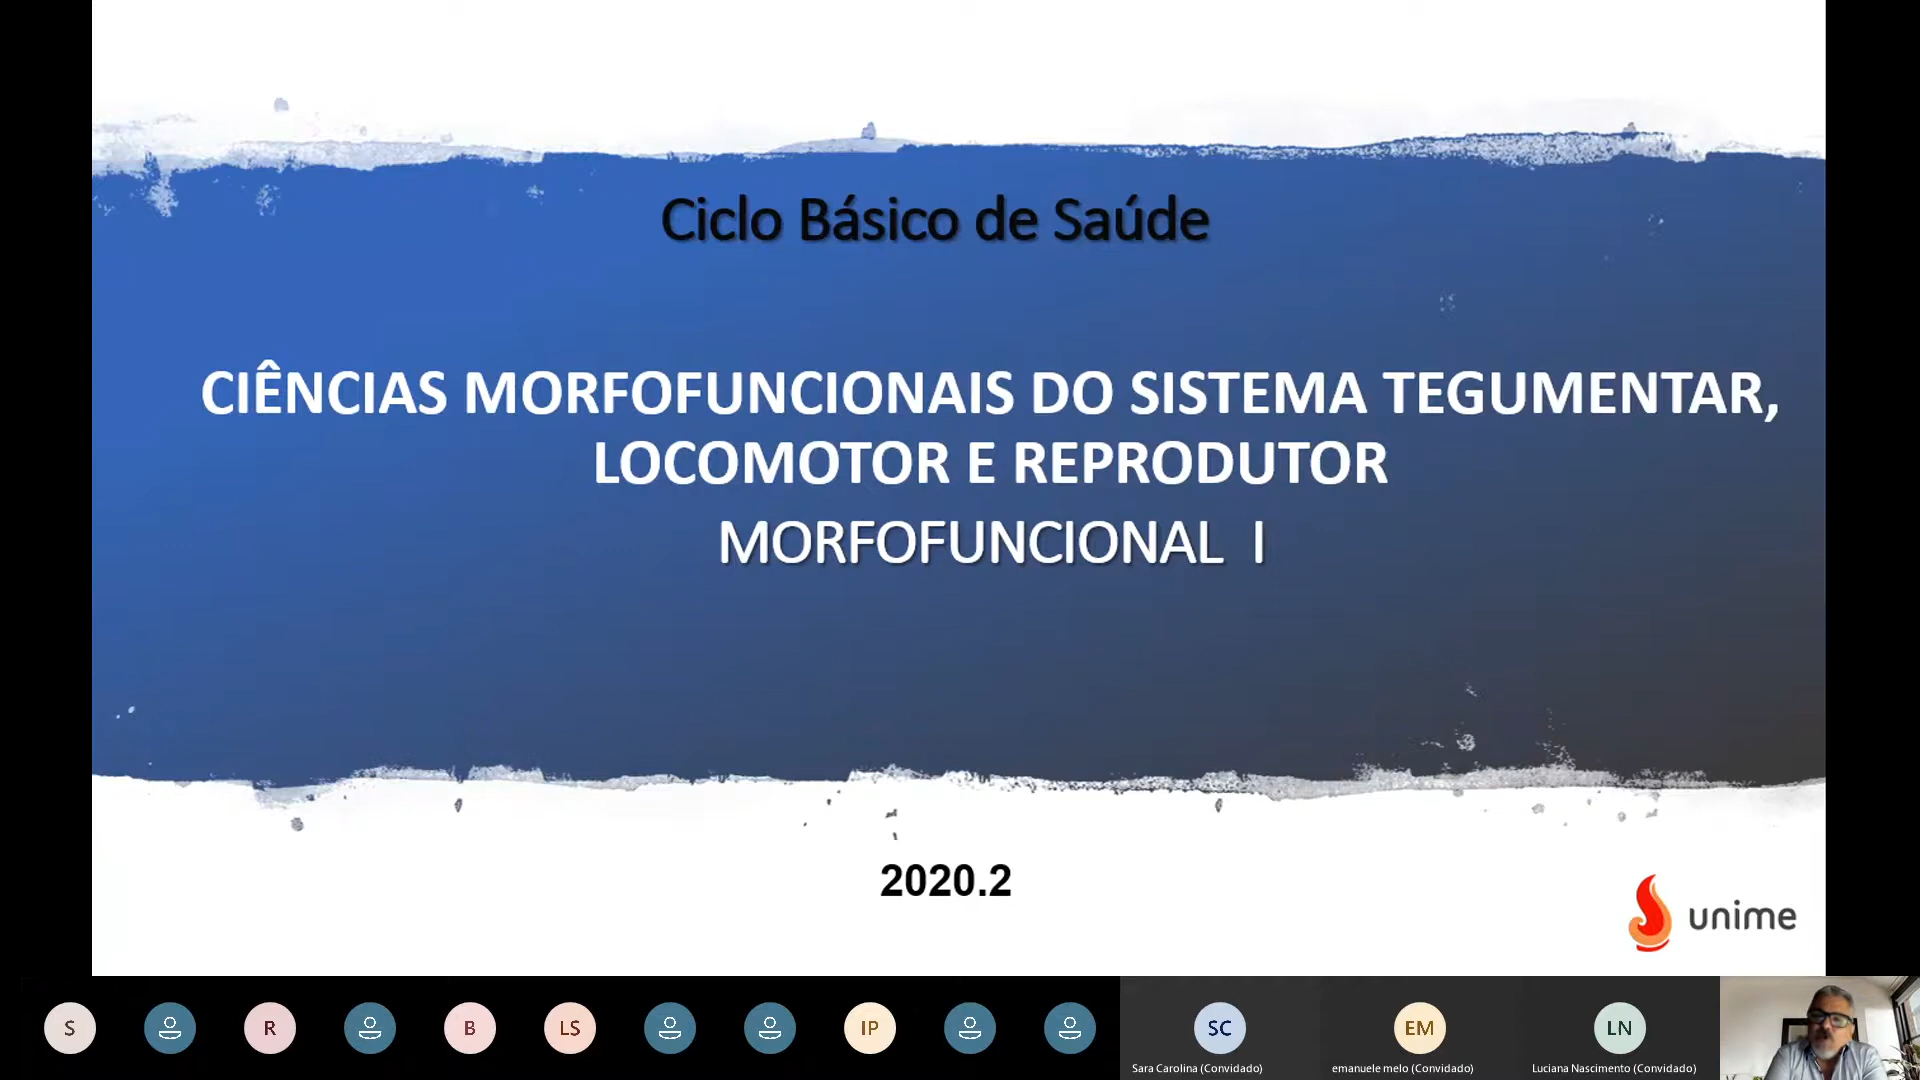 Ciclo Básico de Saúde
CIÊNCIAS MORFOFUNCIONAIS DO SISTEMA TEGUMENTAR,
LOCOMOTOR E REPRODUTOR
MORFOFUNCIONAL I
2020.2
unime
S
R
B
LS
IP
SC
EM
LN
Sara Carolina (Convidado)
emanuele melo (Convidado)
Luciana Nascimento (Convidado)